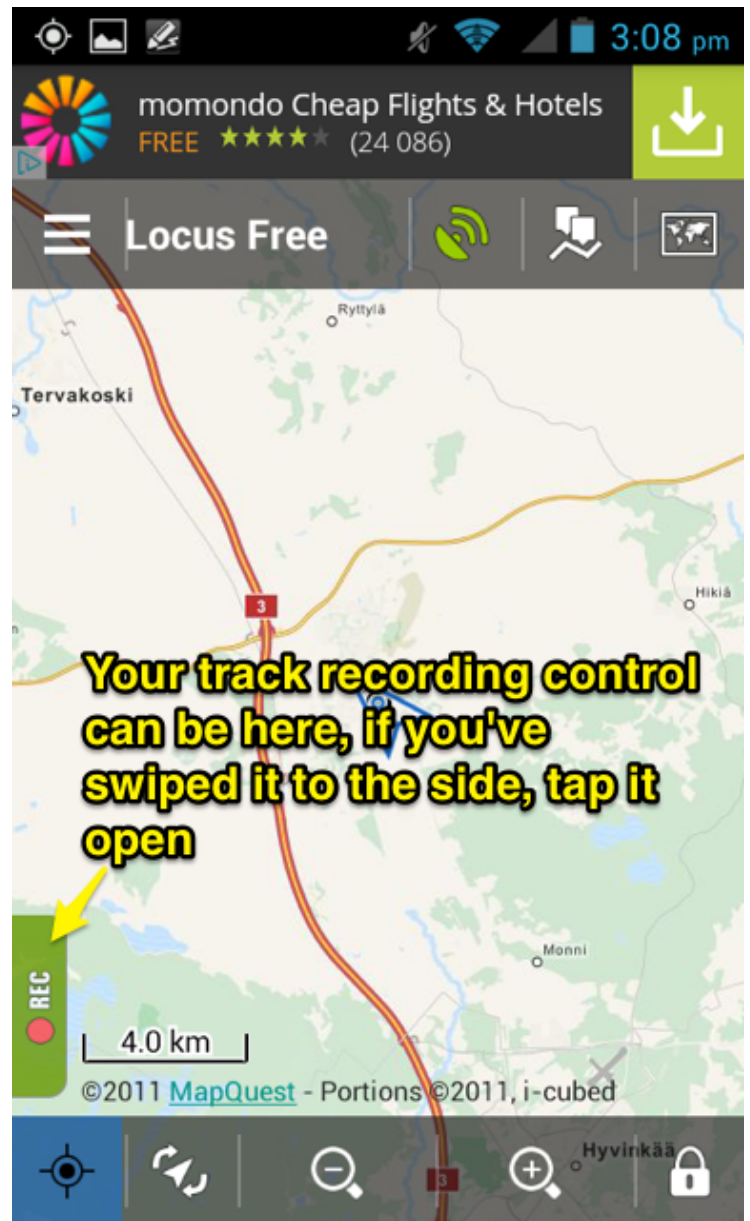 3:08 pm
momondo Cheap Flights & Hotels
FREE (24 086)
Locus Free
Ryttylä
Tervakoski
3
Hikiä
Your track recording control
can be here, if you've
swiped it to the side, tap it
open
Monni
REC
4.0 km
©2011 MapQuest - Portions ©2011, i-cubed
Hyvinkää
3